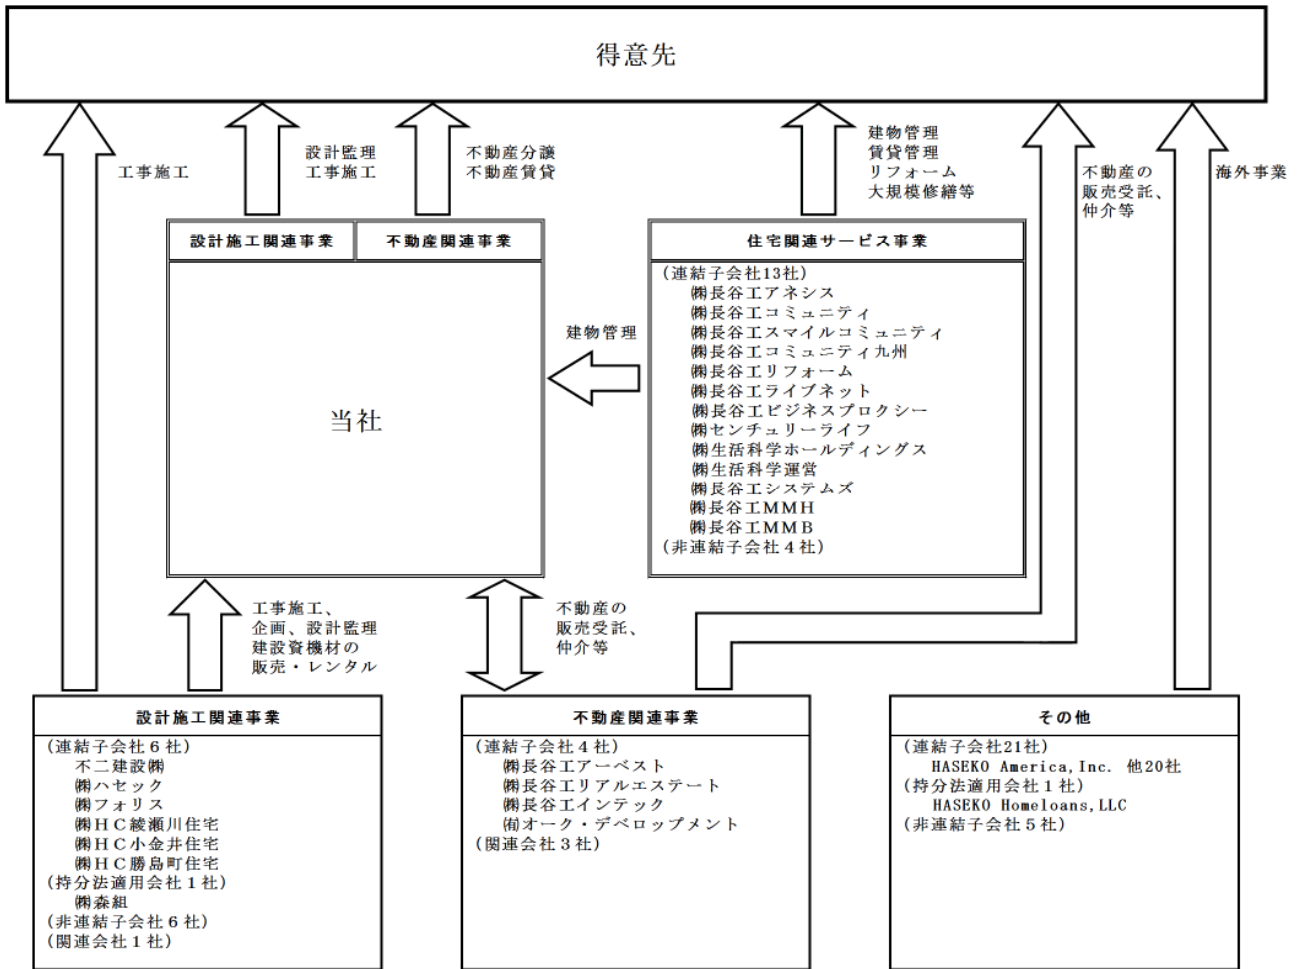 得意先
工事施工
設計監理
工事施工
不動産分譲
不動産賃貸
建物管理
賃貸管理
リフォーム
大規模修繕等
不動産の
販売受託、
仲介等
海外事業
設計施工関連事業
不動産関連事業
当社
建物管理
住宅関連サービス事業
(連結子会社13社)
㈱長谷工アネシス
㈱長谷工コミュニティ
㈱長谷工スマイルコミュニティ
㈱長谷工コミュニティ九州
㈱長谷工リフォーム
㈱長谷工ライブネット
㈱長谷工ビジネスプロクシー
㈱センチュリーライフ
㈱生活科学ホールディングス
㈱生活科学運営
㈱長谷工システムズ
㈱長谷工ＭＭＨ
㈱長谷工ＭＭＢ
(非連結子会社４社)
工事施工、
企画、設計監理
建設資機材の
販売・レンタル
不動産の
販売受託、
仲介等
設計施工関連事業
(連結子会社６社)
不二建設㈱
㈱ハセック
㈱フォリス
㈱ＨＣ綾瀬川住宅
㈱ＨＣ小金井住宅
㈱ＨＣ勝島町住宅
(持分法適用会社１社)
㈱森組
(非連結子会社６社)
(関連会社１社)
不動産関連事業
(連結子会社４社)
㈱長谷工アーベスト
㈱長谷工リアルエステート
㈱長谷工インテック
㈲オーク・デベロップメント
(関連会社３社)
その他
(連結子会社21社)
HASEKO America,Inc. 他20社
(持分法適用会社１社)
HASEKO Homeloans,LLC
(非連結子会社５社)